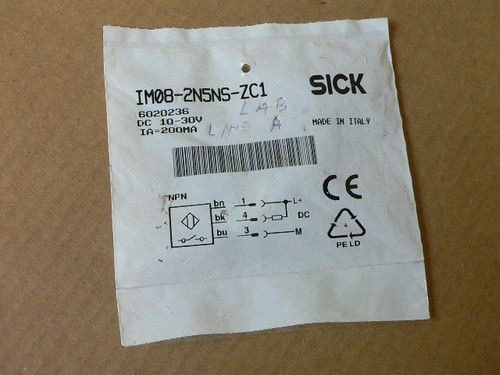 IM08-2N5NS-ZC1
SICK
6020236
DC 10-30V
IA=200MA
LAB
LINE A
MADE IN ITALY
NPN
bn 1 L+
bk 4 DC
bu 3 M
CE
4
PE LD